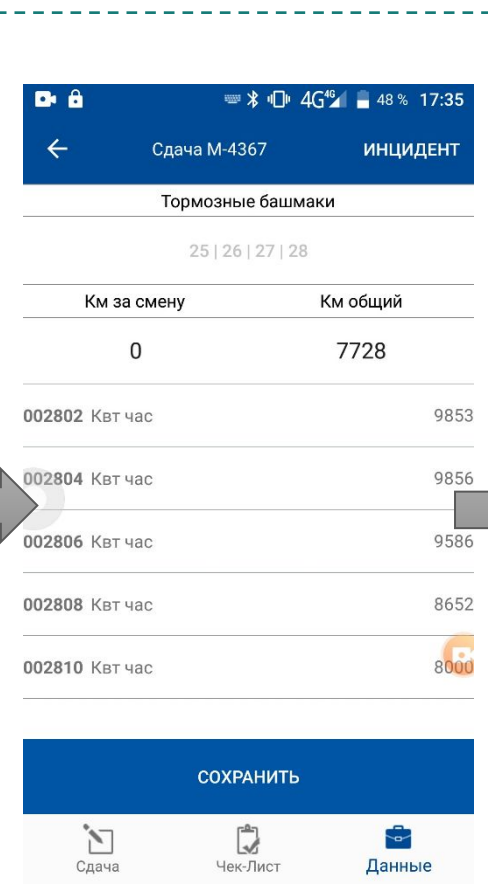 4G 4G 48 % 17:35
Сдача М-4367 ИНЦИДЕНТ
Тормозные башмаки
25 | 26 | 27 | 28
Км за смену Км общий
0 7728
002802 Квт час 9853
002804 Квт час 9856
002806 Квт час 9586
002808 Квт час 8652
002810 Квт час 8000
СОХРАНИТЬ
Сдача Чек-Лист Данные